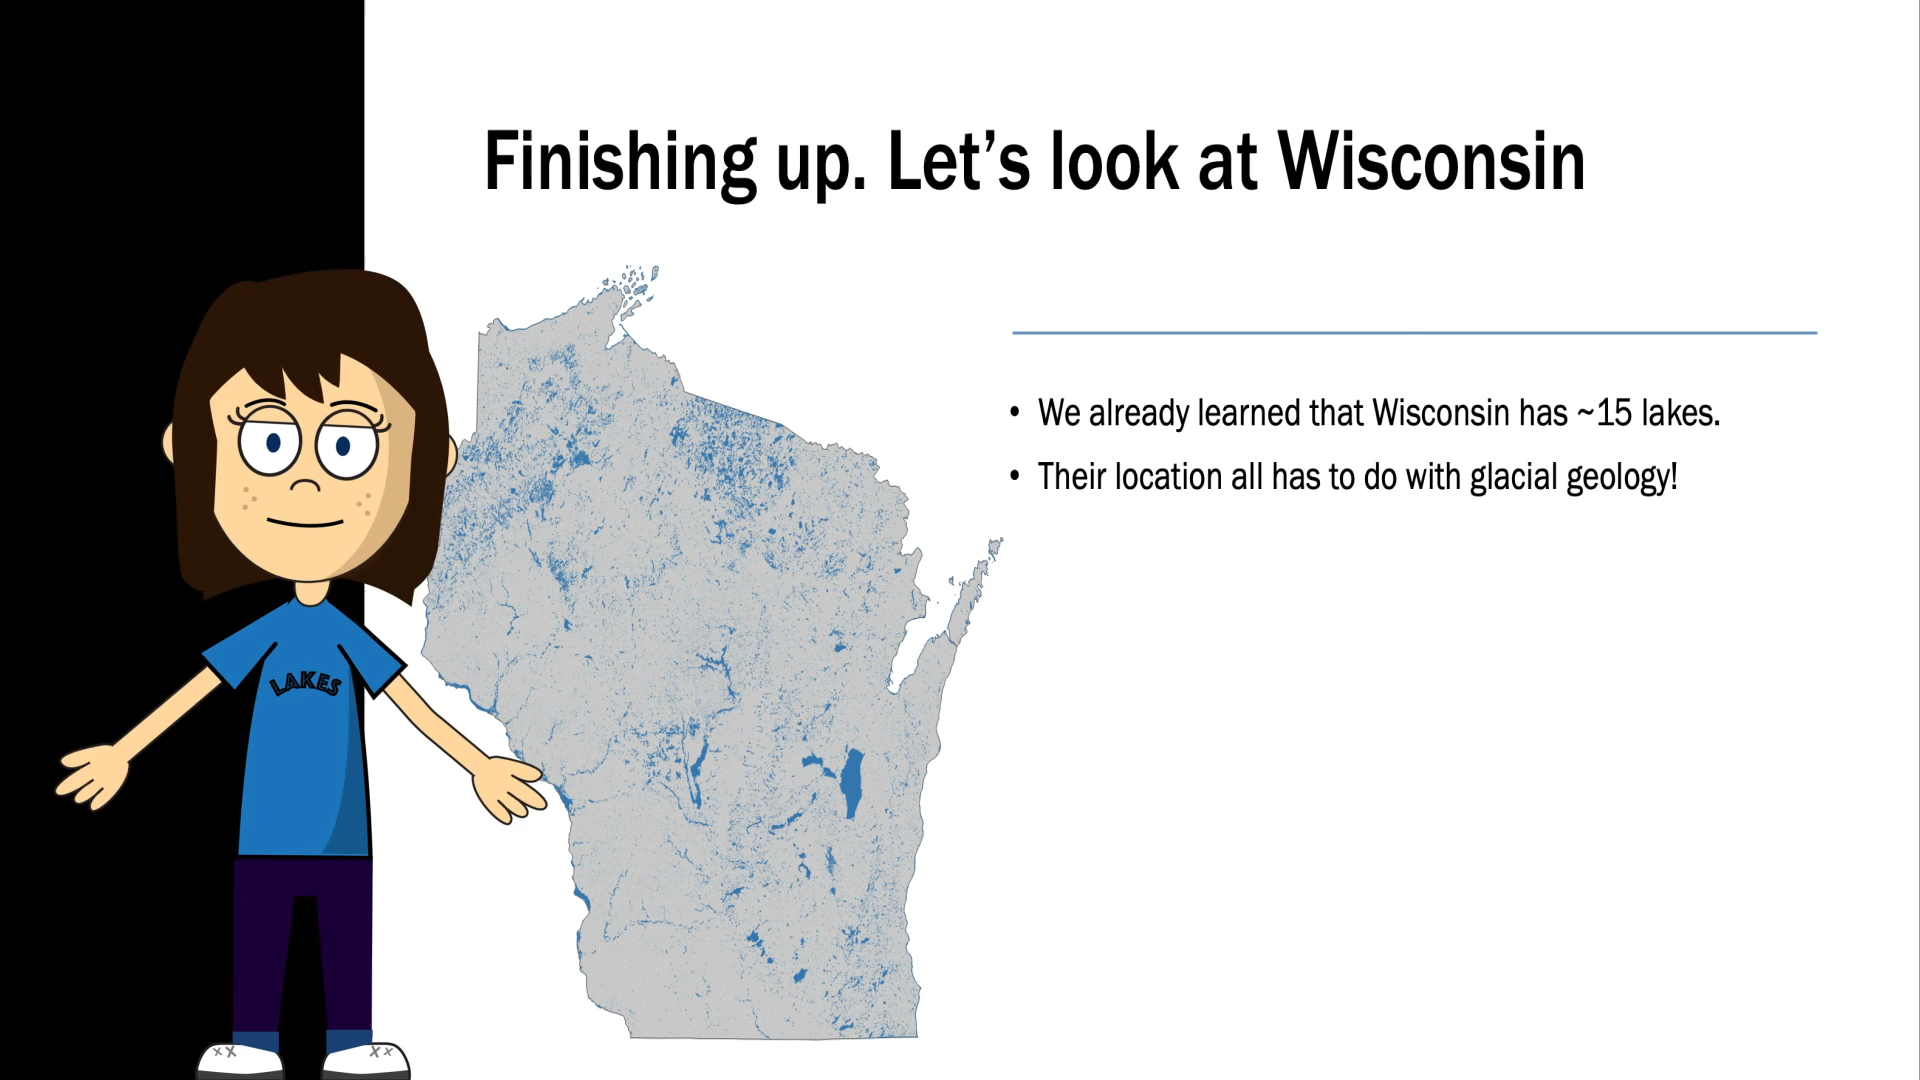 Finishing up. Let’s look at Wisconsin
• We already learned that Wisconsin has ~15 lakes.
• Their location all has to do with glacial geology!
LAKES